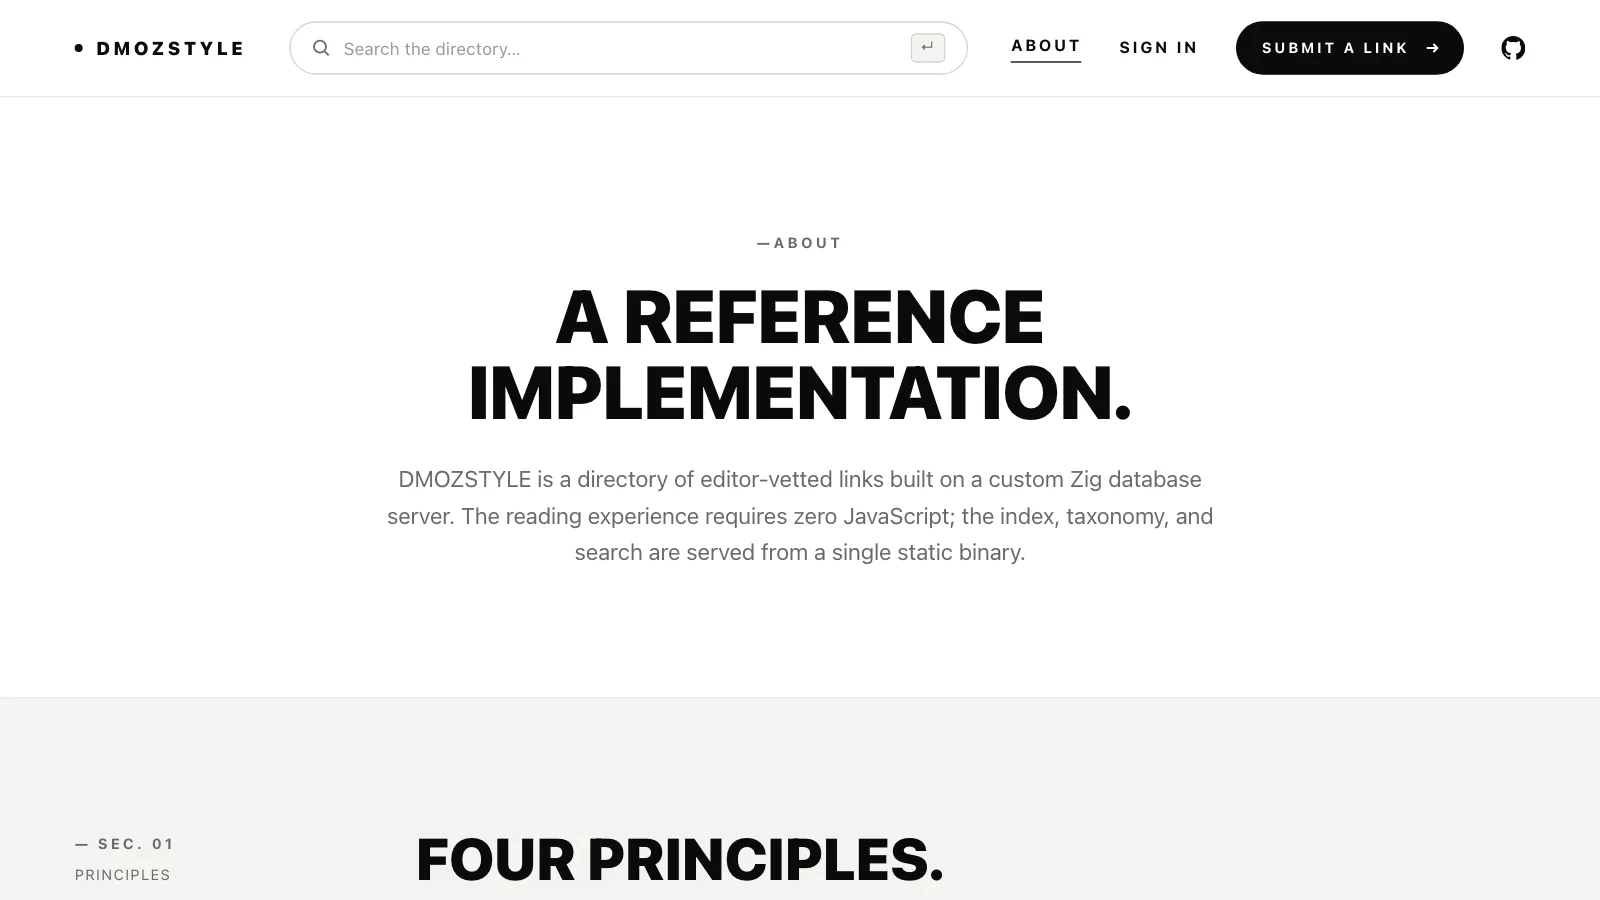 DMOZSTYLE
Search the directory...
ABOUT
SIGN IN
SUBMIT A LINK →
—ABOUT
A REFERENCE
IMPLEMENTATION.
DMOZSTYLE is a directory of editor-vetted links built on a custom Zig database
server. The reading experience requires zero JavaScript; the index, taxonomy, and
search are served from a single static binary.
— SEC. 01
PRINCIPLES
FOUR PRINCIPLES.